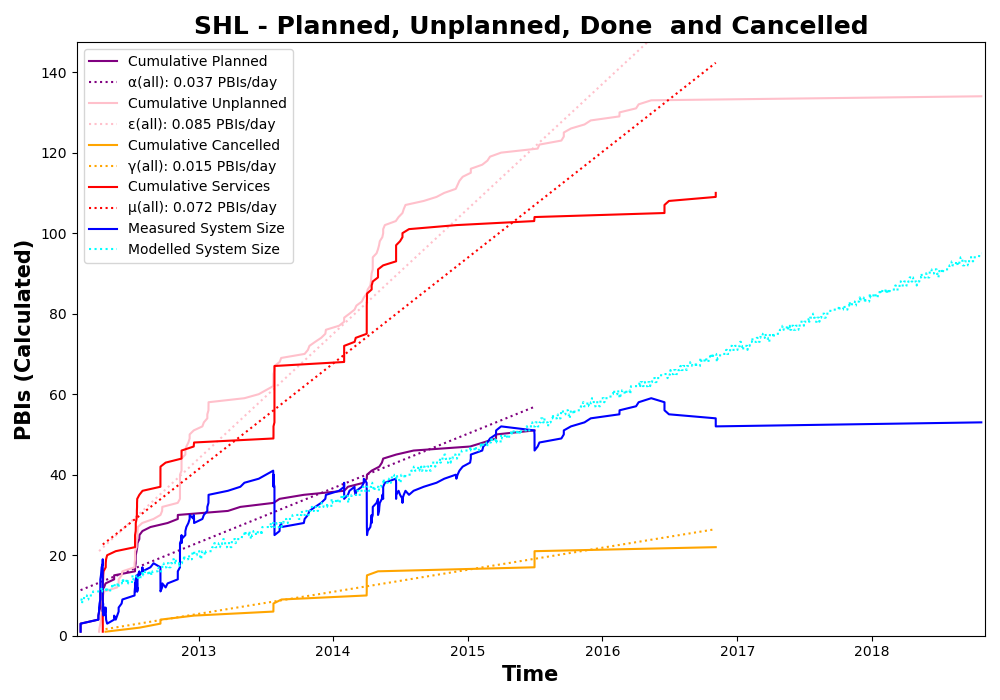 SHL - Planned, Unplanned, Done  and Cancelled
Cumulative Planned
α(all): 0.037 PBIs/day
Cumulative Unplanned
ε(all): 0.085 PBIs/day
Cumulative Cancelled
γ(all): 0.015 PBIs/day
Cumulative Services
μ(all): 0.072 PBIs/day
Measured System Size
Modelled System Size
PBIs (Calculated)
140
120
100
80
60
40
20
0
2013 2014 2015 2016 2017 2018
Time